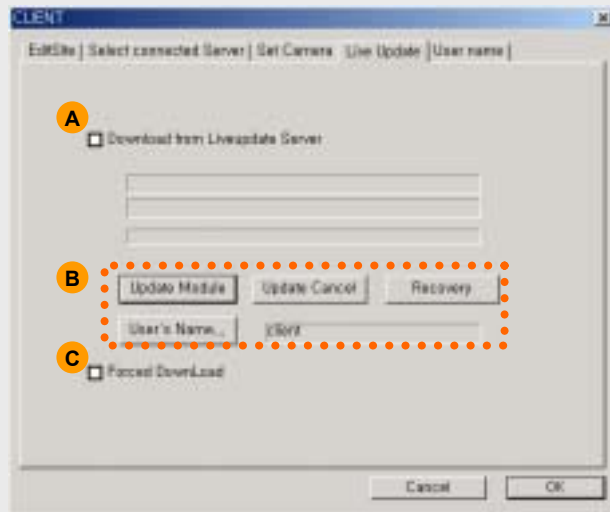 CLIENT
EditSite | Select connected Server | Set Camera | Live Update | User name |
A
Download from Liveupdate Server
B
Update Module Update Cancel Recovery
User's Name... client
C
Forced DownLoad
Cancel OK